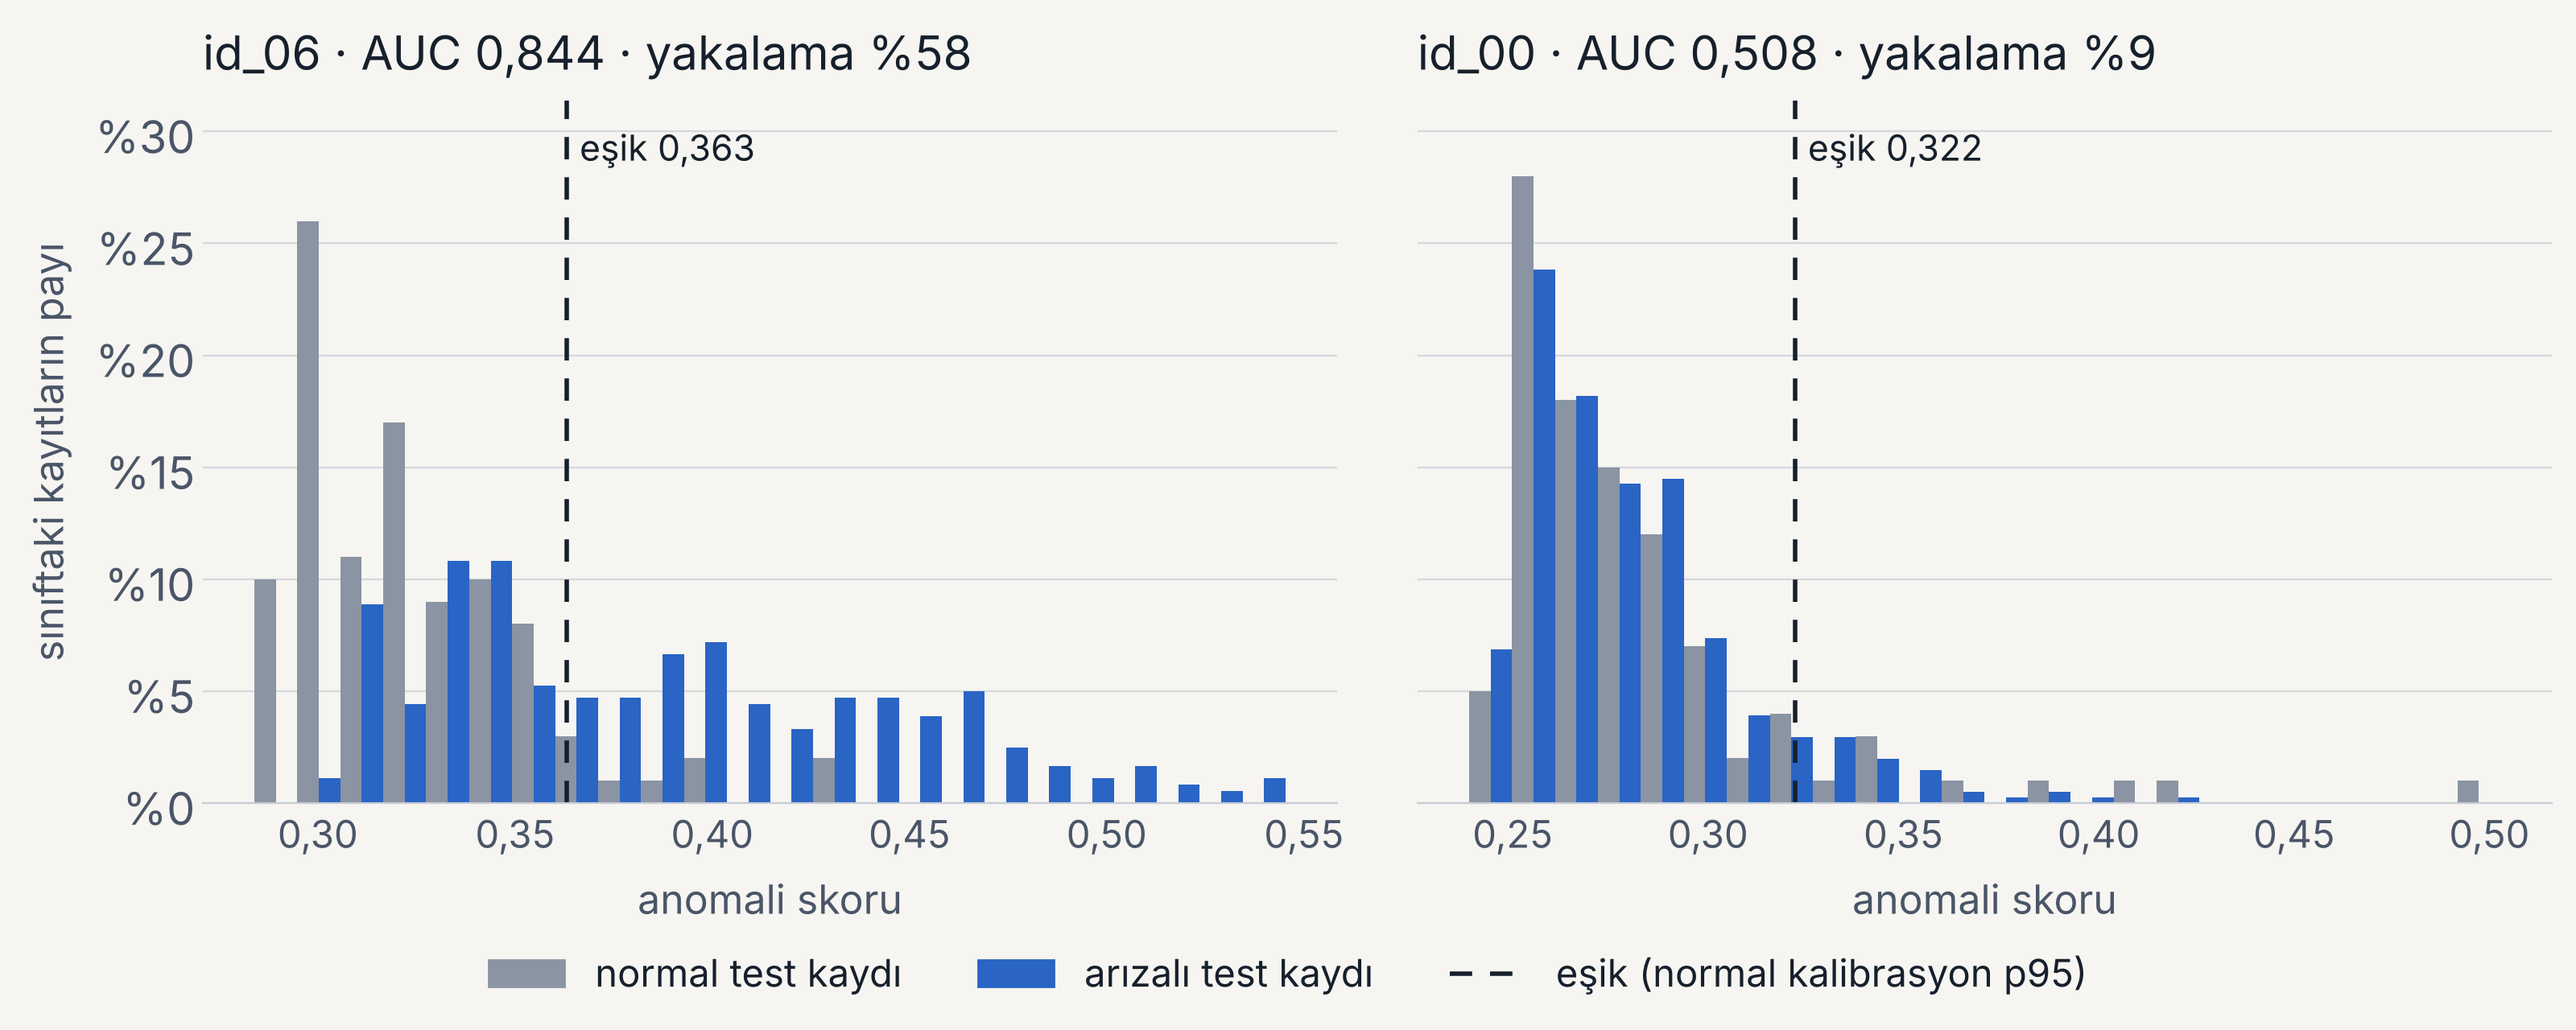 id_06 · AUC 0,844 · yakalama %58
eşik 0,363
%30
%25
%20
%15
%10
%5
%0
sınıftaki kayıtların payı
0,30 0,35 0,40 0,45 0,50 0,55
anomali skoru
id_00 · AUC 0,508 · yakalama %9
eşik 0,322
0,25 0,30 0,35 0,40 0,45 0,50
anomali skoru
normal test kaydı arızalı test kaydı eşik (normal kalibrasyon p95)